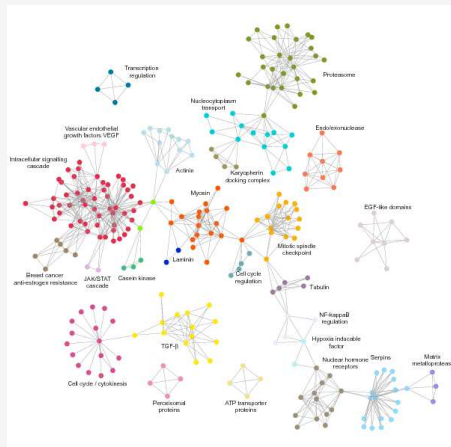 Transcription
regulation
Proteasome
Nucleocytoplasm
transport
Vascular endothelial
growth factors VEGF
Endo/exonuclease
Intracellular signalling
cascade
Actinin
Karyopherin
docking complex
Myosin
EGF-like domains
Mitotic spindle
checkpoint
Laminin
Breast cancer
antiestrogen resistance
JAK/STAT
cascade
Casein kinase
Cell cycle
regulation
Tubulin
NF-kappaB
regulation
TGF-β
Hypoxia inducable
factor
Nuclear hormone
receptors
Serpins
Matrix
metalloproteases
Cell cycle / cytokinesis
Peroxisomal
proteins
ATP transporter
proteins